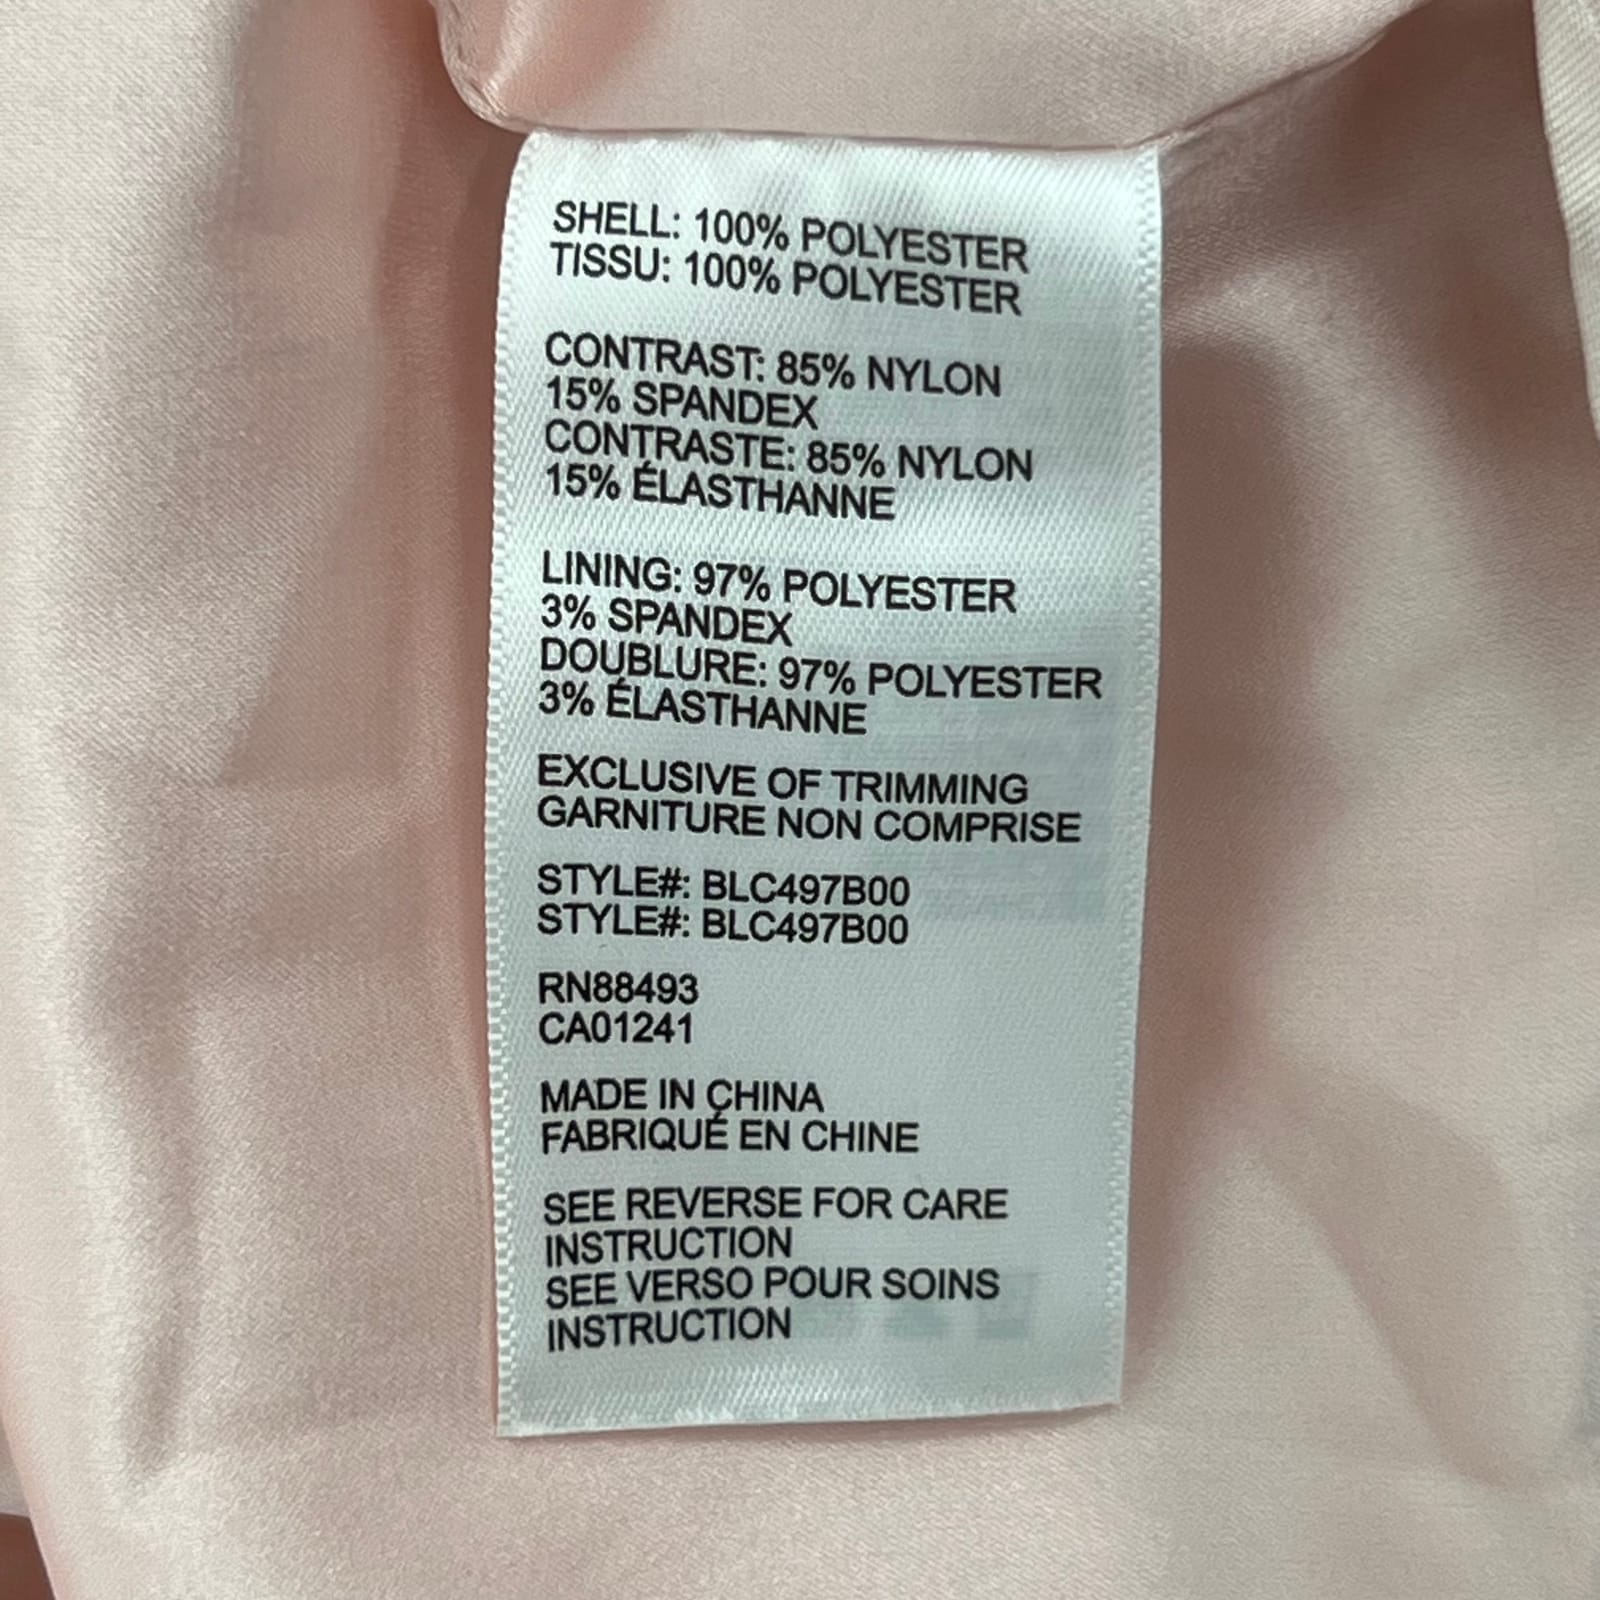 SHELL: 100% POLYESTER
TISSU: 100% POLYESTER
CONTRAST: 85% NYLON
15% SPANDEX
CONTRASTE: 85% NYLON
15% ÉLASTHANNE
LINING: 97% POLYESTER
3% SPANDEX
DOUBLURE: 97% POLYESTER
3% ÉLASTHANNE
EXCLUSIVE OF TRIMMING
GARNITURE NON COMPRISE
STYLE#: BLC497B00
STYLE#: BLC497B00
RN88493
CA01241
MADE IN CHINA
FABRIQUÉ EN CHINE
SEE REVERSE FOR CARE
INSTRUCTION
SEE VERSO POUR SOINS
INSTRUCTION